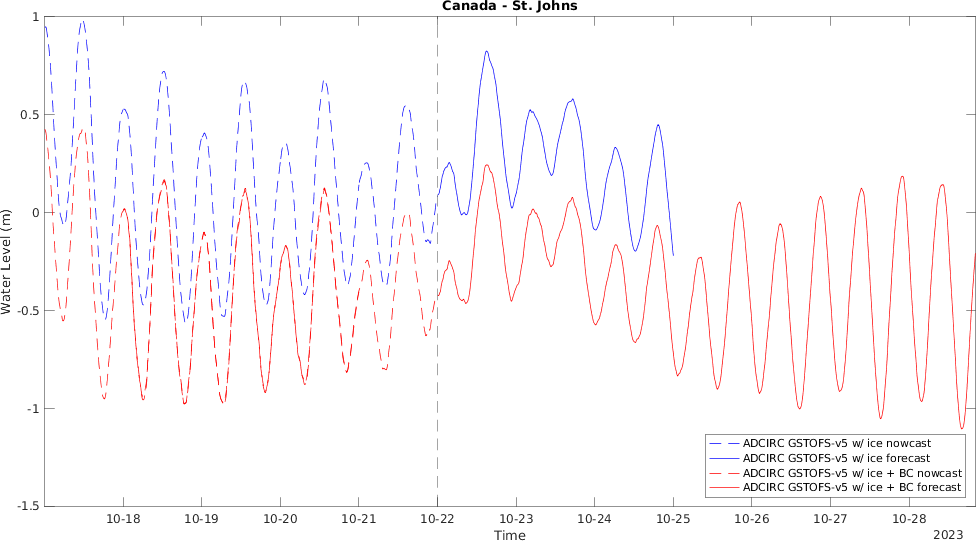 Canada - St. Johns
1
0.5
0
-0.5
-1
-1.5
Water Level (m)
10-18 10-19 10-20 10-21 10-22 10-23 10-24 10-25 10-26 10-27 10-28
Time
2023
ADCIRC GSTOFS-v5 w/ ice nowcast
ADCIRC GSTOFS-v5 w/ ice forecast
ADCIRC GSTOFS-v5 w/ ice + BC nowcast
ADCIRC GSTOFS-v5 w/ ice + BC forecast